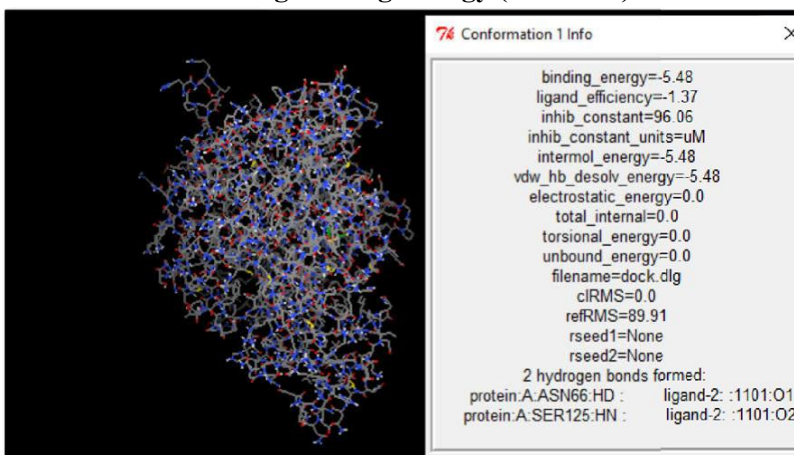 7% Conformation 1 Info
binding_energy=-5.48
ligand_efficiency=-1.37
inhib_constant=96.06
inhib_constant_units=uM
intermol_energy=-5.48
vdw_hb_desolv_energy=-5.48
electrostatic_energy=0.0
total_internal=0.0
torsional_energy=0.0
unbound_energy=0.0
filename=dock.dlg
clRMS=0.0
refRMS=89.91
rseed1=None
rseed2=None
2 hydrogen bonds formed:
protein:A:ASN66:HD : ligand-2: :1101:O1
protein:A:SER125:HN : ligand-2: :1101:O2